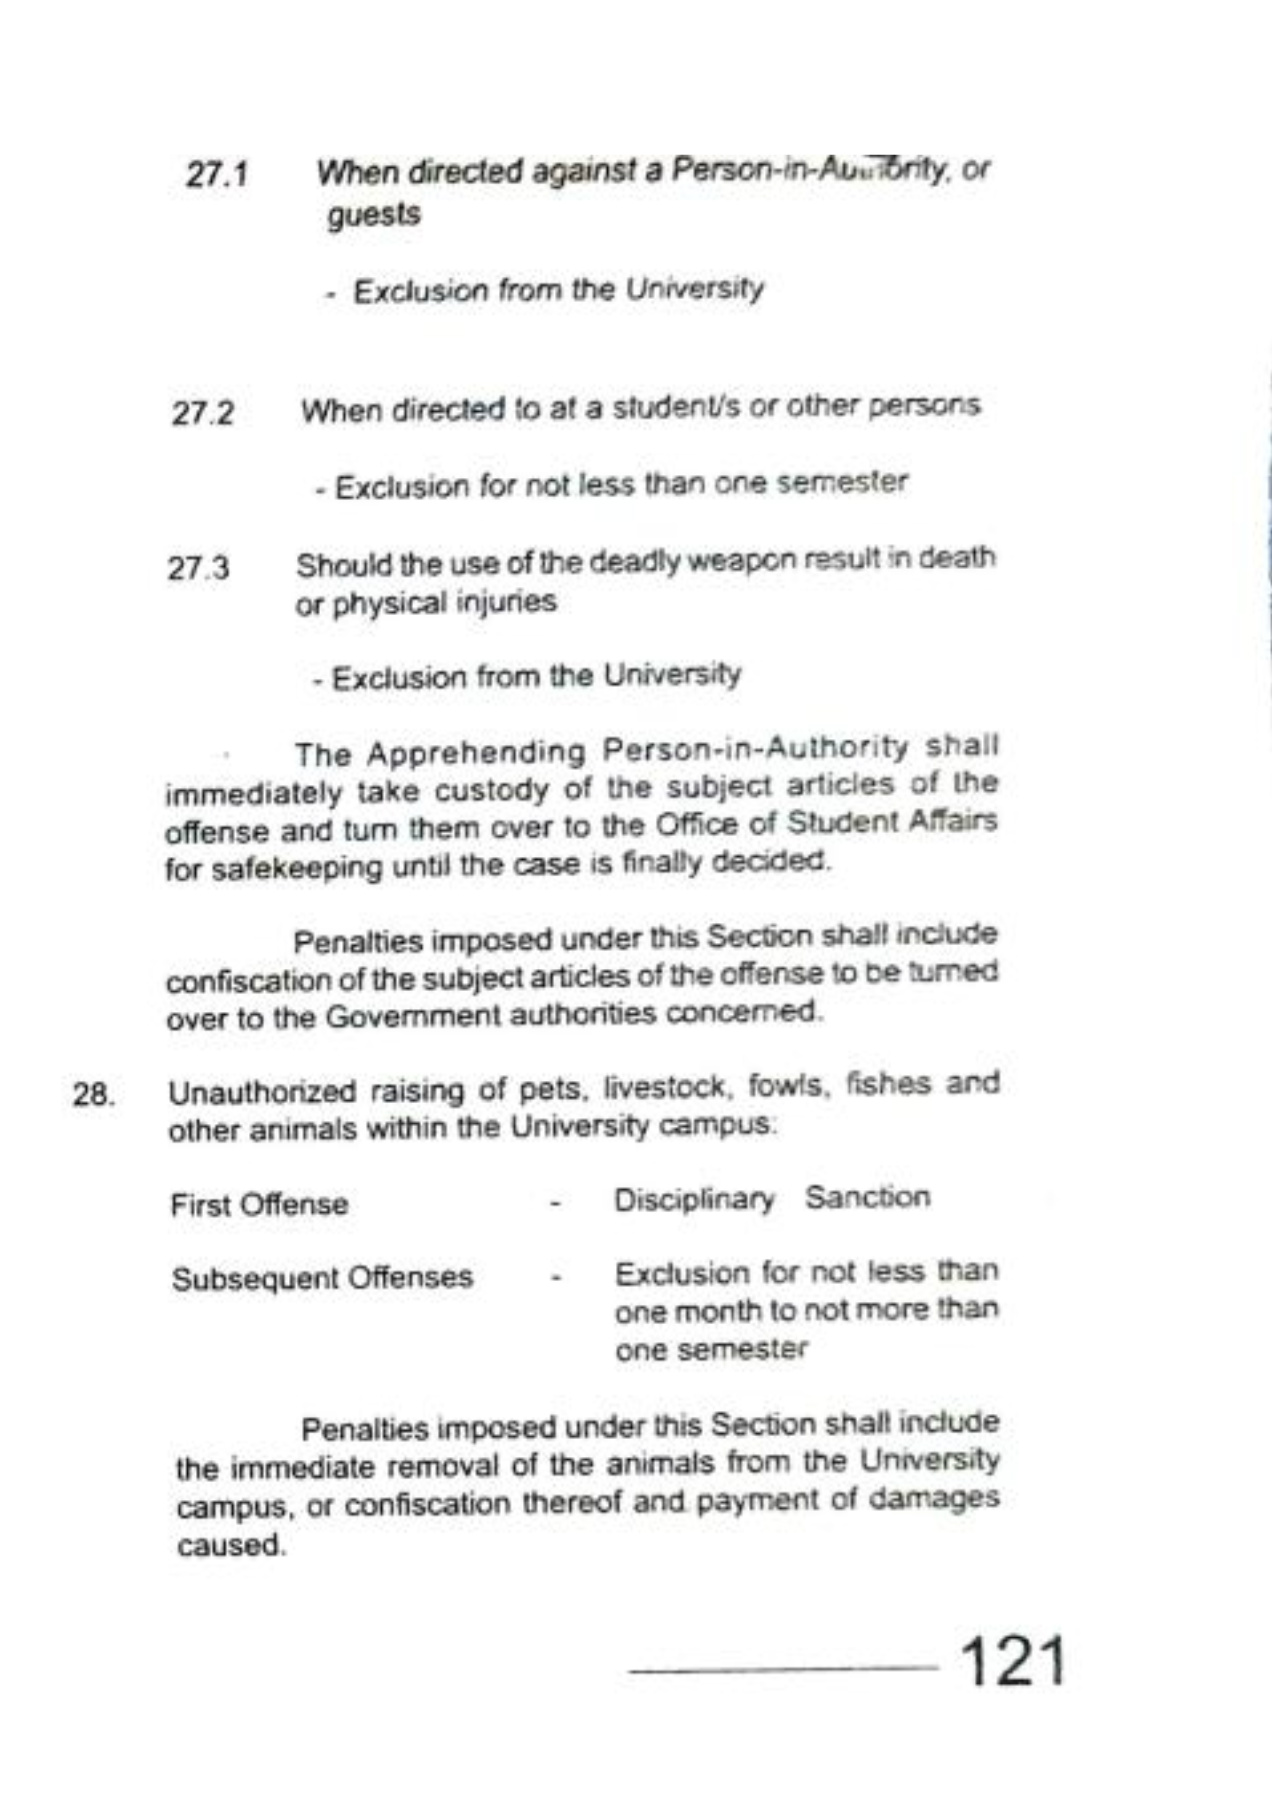 27.1 When directed against a Person-in-Authority, or
guests
- Exclusion from the University
27.2 When directed to at a student/s or other persons
- Exclusion for not less than one semester
27.3 Should the use of the deadly weapon result in death
or physical injuries
- Exclusion from the University
The Apprehending Person-in-Authority shall
immediately take custody of the subject articles of the
offense and turn them over to the Office of Student Affairs
for safekeeping until the case is finally decided.
Penalties imposed under this Section shall include
confiscation of the subject articles of the offense to be turned
over to the Government authorities concerned.
28. Unauthorized raising of pets, livestock, fowls, fishes and
other animals within the University campus:
First Offense - Disciplinary Sanction
Subsequent Offenses - Exclusion for not less than
one month to not more than
one semester
Penalties imposed under this Section shall include
the immediate removal of the animals from the University
campus, or confiscation thereof and payment of damages
caused.
121